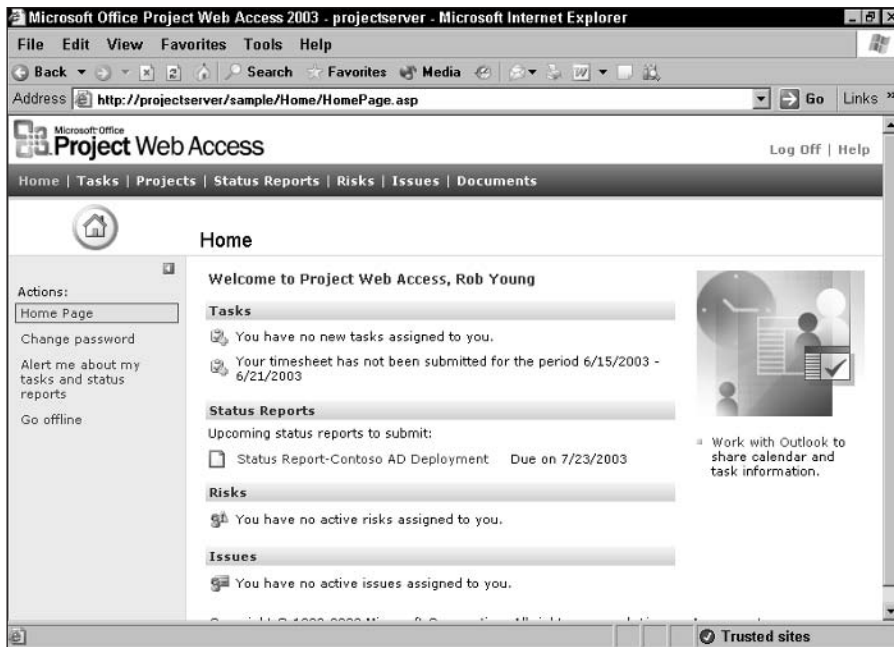 Microsoft Office Project Web Access 2003 - projectserver - Microsoft Internet Explorer
File Edit View Favorites Tools Help
Back Search Favorites Media
Address http://projectserver/sample/Home/HomePage.asp Go Links »
Microsoft Office
Project Web Access
Log Off | Help
Home | Tasks | Projects | Status Reports | Risks | Issues | Documents
Home
Actions:
Home Page
Change password
Alert me about my
tasks and status
reports
Go offline
Welcome to Project Web Access, Rob Young
Tasks
You have no new tasks assigned to you.
Your timesheet has not been submitted for the period 6/15/2003 -
6/21/2003
Status Reports
Upcoming status reports to submit:
Status Report-Contoso AD Deployment Due on 7/23/2003
Risks
You have no active risks assigned to you.
Issues
You have no active issues assigned to you.
Work with Outlook to
share calendar and
task information.
Trusted sites